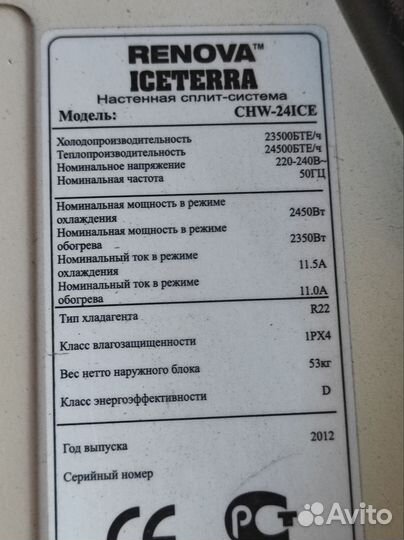 RENOVA™
ICETERRA
Настенная сплит-система
Модель: CHW-24ICE
Холодопроизводительность 23500БТЕ/ч
Теплопроизводительность 24500БТЕ/ч
Номинальное напряжение 220-240В~
Номинальная частота 50ГЦ
Номинальная мощность в режиме
охлаждения 2450Вт
Номинальная мощность в режиме
обогрева 2350Вт
Номинальный ток в режиме
охлаждения 11.5А
Номинальный ток в режиме
обогрева 11.0А
Тип хладагента R22
Класс влагозащищенности 1PX4
Вес нетто наружного блока 53кг
Класс энергоэффективности D
Год выпуска 2012
Серийный номер
CE PCT
Avito